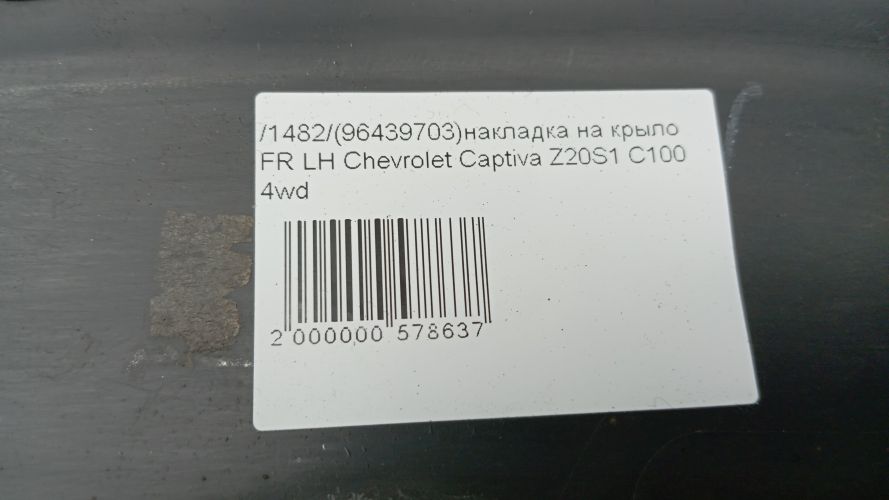 /1482/(96439703)накладка на крыло
FR LH Chevrolet Captiva Z20S1 C100
4wd
2 000000 578637